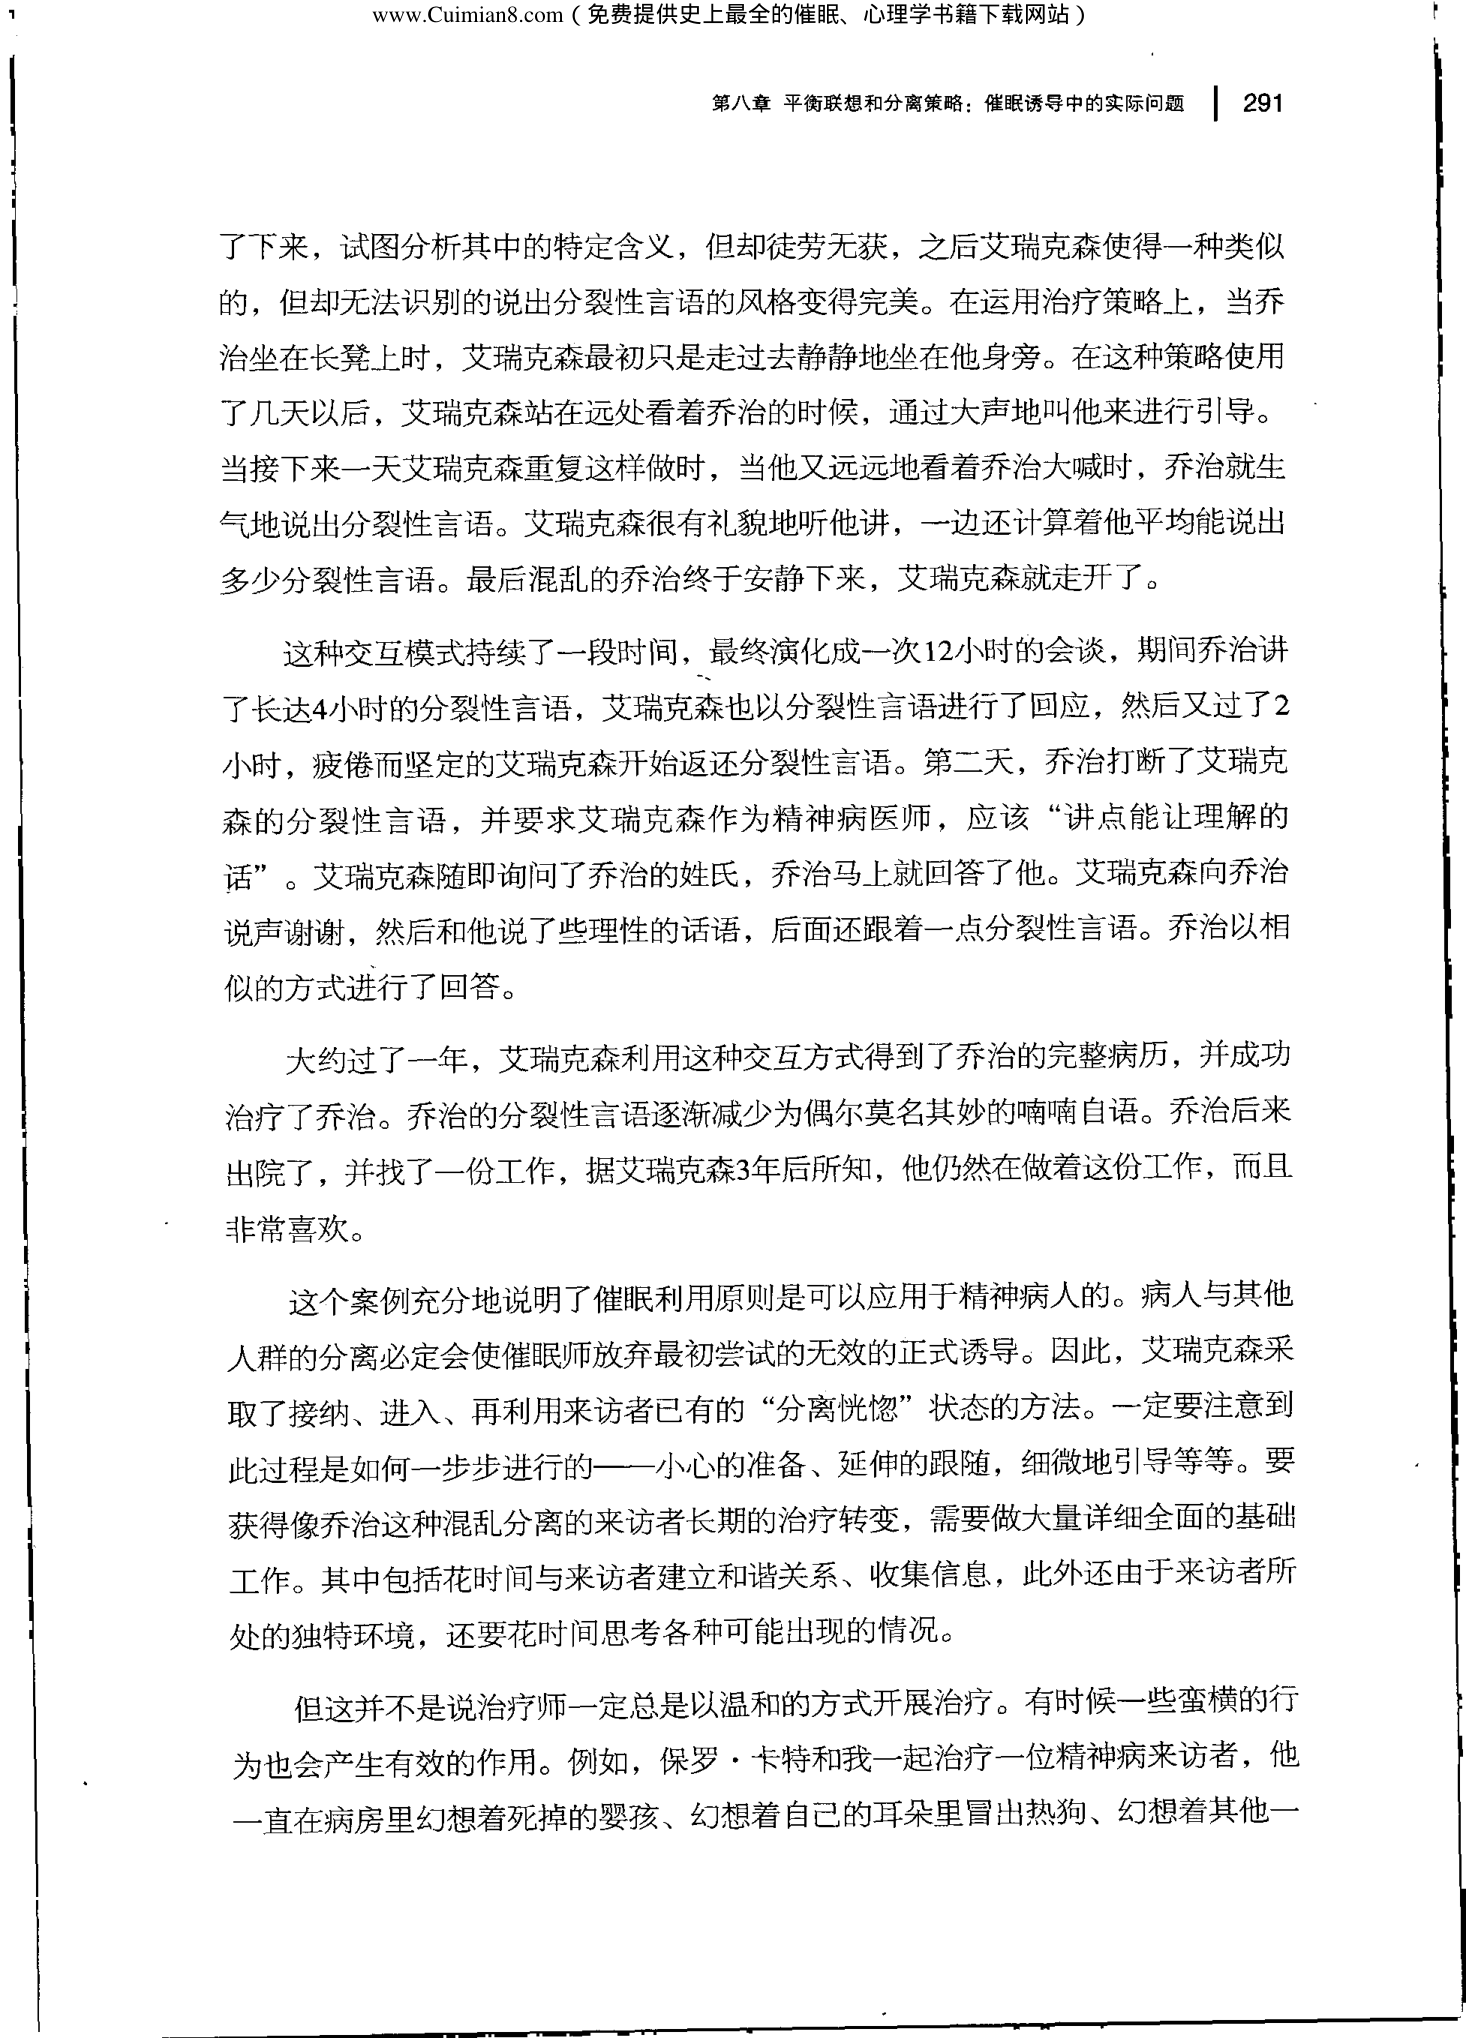 www.Cuimian8.com（免费提供史上最全的催眠、心理学书籍下载网站）
第八章 平衡联想和分离策略：催眠诱导中的实际问题 291
了下来，试图分析其中的特定含义，但却徒劳无获，之后艾瑞克森使得一种类似
的，但却无法识别的说出分裂性言语的风格变得完美。在运用治疗策略上，当乔
治坐在长凳上时，艾瑞克森最初只是走过去静静地坐在他身旁。在这种策略使用
了几天以后，艾瑞克森站在远处看着乔治的时候，通过大声地叫他来进行引导。
当接下来一天艾瑞克森重复这样做时，当他又远远地看着乔治大喊时，乔治就生
气地说出分裂性言语。艾瑞克森很有礼貌地听他讲，一边还计算着他平均能说出
多少分裂性言语。最后混乱的乔治终于安静下来，艾瑞克森就走开了。
这种交互模式持续了一段时间，最终演化成一次12小时的会谈，期间乔治讲
了长达4小时的分裂性言语，艾瑞克森也以分裂性言语进行了回应，然后又过了2
小时，疲倦而坚定的艾瑞克森开始返还分裂性言语。第二天，乔治打断了艾瑞克
森的分裂性言语，并要求艾瑞克森作为精神病医师，应该“讲点能让理解的
话”。艾瑞克森随即询问了乔治的姓氏，乔治马上就回答了他。艾瑞克森向乔治
说声谢谢，然后和他说了些理性的话语，后面还跟着一点分裂性言语。乔治以相
似的方式进行了回答。
大约过了一年，艾瑞克森利用这种交互方式得到了乔治的完整病历，并成功
治疗了乔治。乔治的分裂性言语逐渐减少为偶尔莫名其妙的喃喃自语。乔治后来
出院了，并找了一份工作，据艾瑞克森3年后所知，他仍然在做着这份工作，而且
非常喜欢。
这个案例充分地说明了催眠利用原则是可以应用于精神病人的。病人与其他
人群的分离必定会使催眠师放弃最初尝试的无效的正式诱导。因此，艾瑞克森采
取了接纳、进入、再利用来访者已有的“分离恍惚”状态的方法。一定要注意到
此过程是如何一步步进行的——小心的准备、延伸的跟随，细微地引导等等。要
获得像乔治这种混乱分离的来访者长期的治疗转变，需要做大量详细全面的基础
工作。其中包括花时间与来访者建立和谐关系、收集信息，此外还由于来访者所
处的独特环境，还要花时间思考各种可能出现的情况。
但这并不是说治疗师一定总是以温和的方式开展治疗。有时候一些蛮横的行
为也会产生有效的作用。例如，保罗·卡特和我一起治疗一位精神病来访者，他
一直在病房里幻想着死掉的婴孩、幻想着自己的耳朵里冒出热狗、幻想着其他一